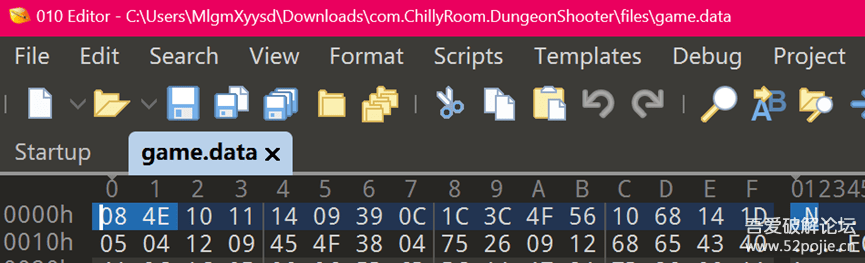 010 Editor - C:\Users\MlgmXyysd\Downloads\com.ChillyRoom.DungeonShooter\files\game.data
File Edit Search View Format Scripts Templates Debug Project
Startup game.data ×
0 1 2 3 4 5 6 7 8 9 A B C D E F 012345
0000h 08 4E 10 11 14 09 39 0C 1C 3C 4F 56 10 68 14 1D .N
0010h 05 04 12 09 45 4F 38 04 75 26 09 12 68 65 43 40
吾爱破解论坛
www.52pojie.cn